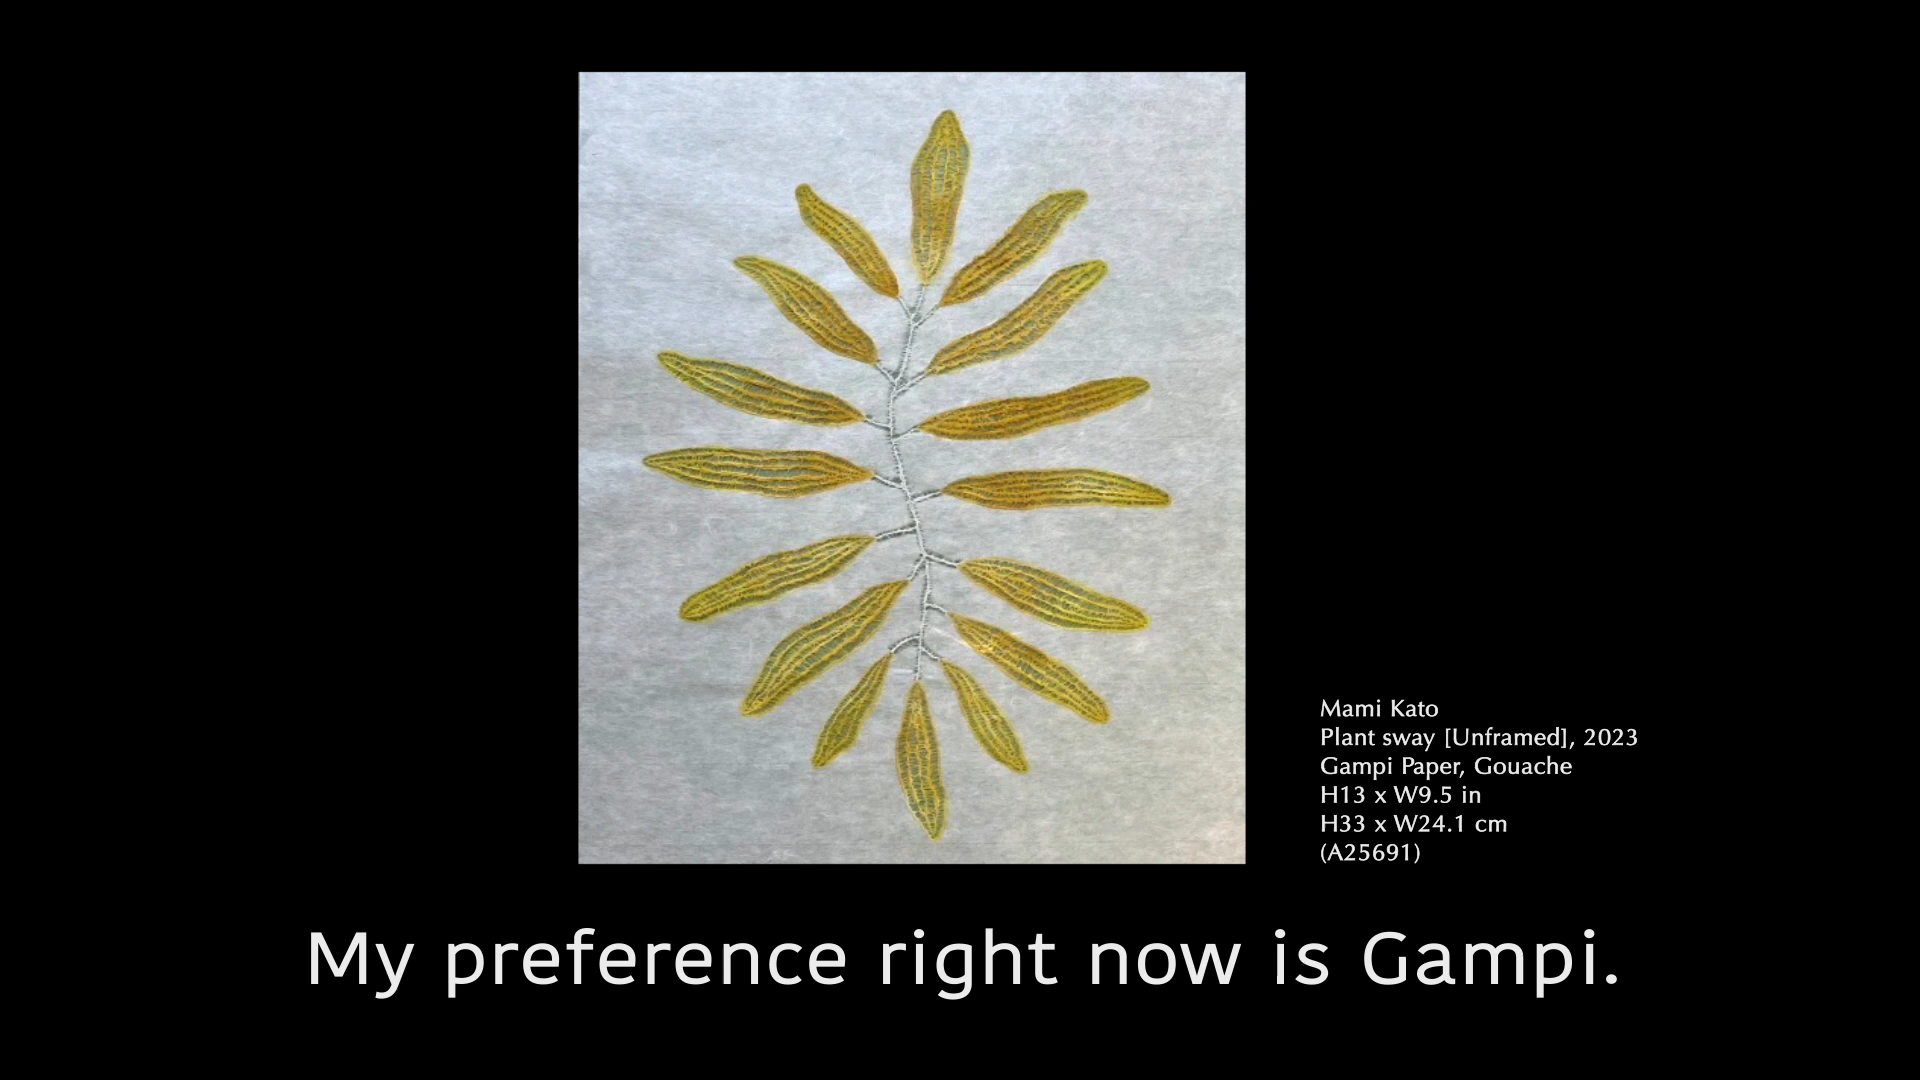 Mami Kato
Plant sway [Unframed], 2023
Gampi Paper, Gouache
H13 x W9.5 in
H33 x W24.1 cm
(A25691)
My preference right now is Gampi.